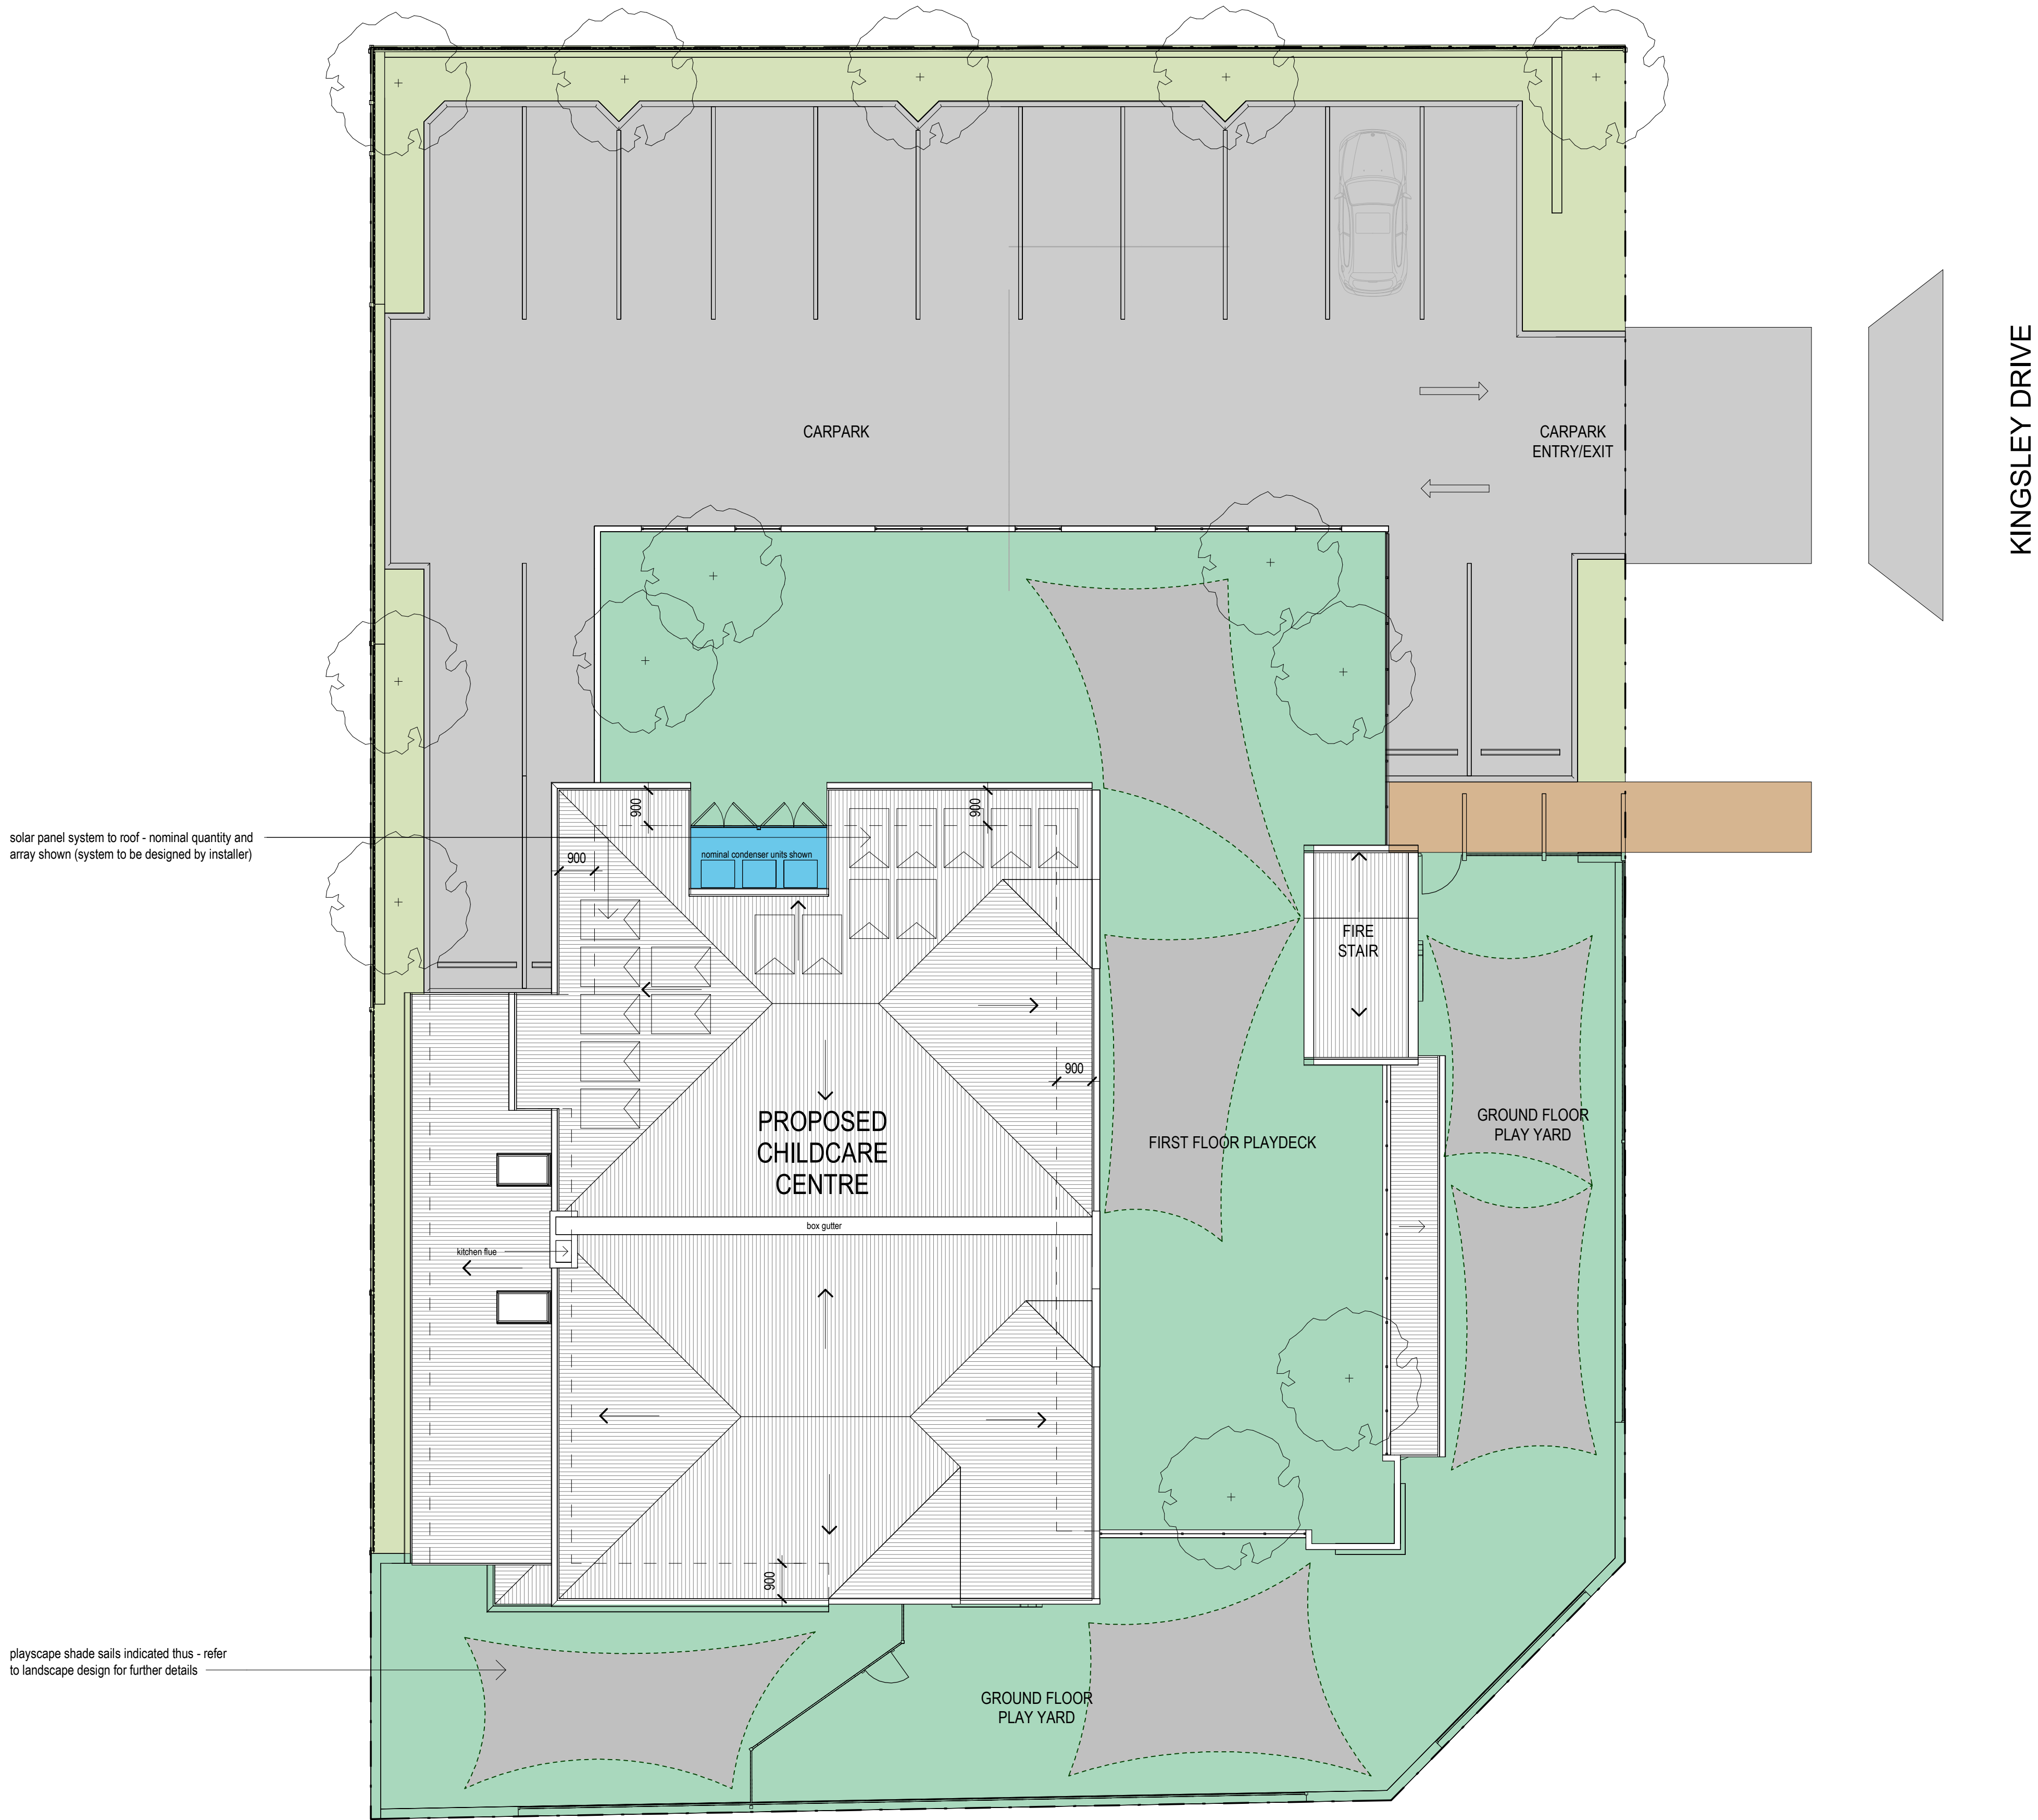 KINGSLEY DRIVE
CARPARK
CARPARK
ENTRY/EXIT
solar panel system to roof - nominal quantity and
array shown (system to be designed by installer)
900
900
900
nominal condenser units shown
FIRE
STAIR
900
PROPOSED
CHILDCARE
CENTRE
FIRST FLOOR PLAYDECK
GROUND FLOOR
PLAY YARD
box gutter
kitchen flue
900
playscape shade sails indicated thus - refer
to landscape design for further details
GROUND FLOOR
PLAY YARD